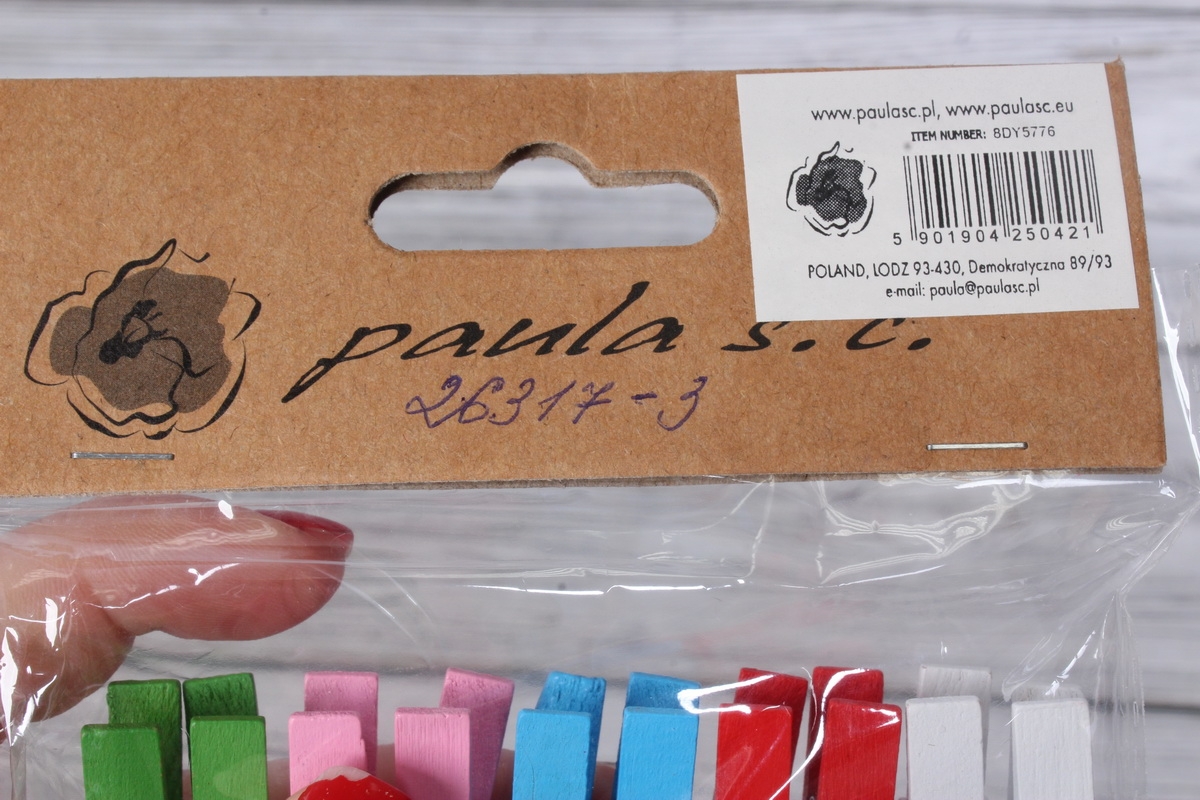 www.paulasc.pl, www.paulasc.eu
ITEM NUMBER: 8DY5776
5 901904 250421
POLAND, LODZ 93-430, Demokratyczna 89/93
e-mail: paula@paulasc.pl
paula s.c.
26317-3